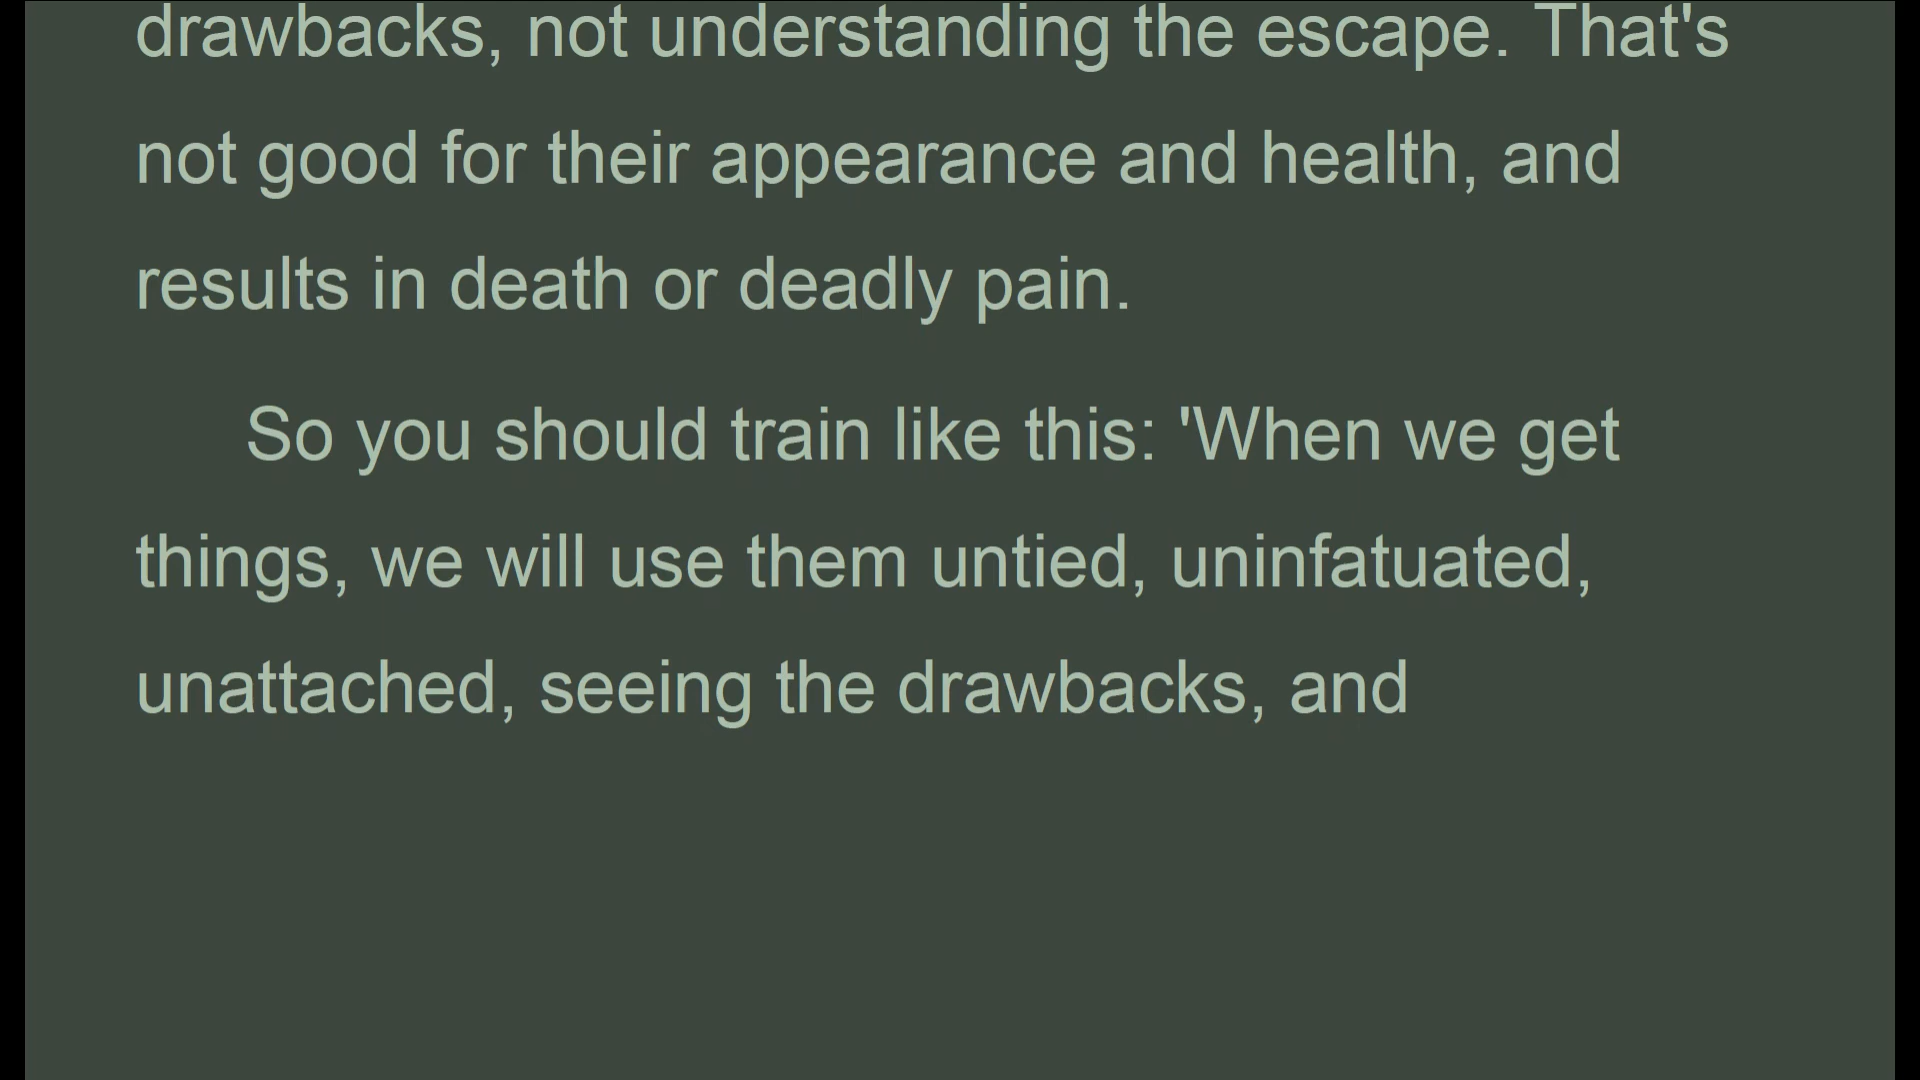 drawbacks, not understanding the escape. That's
not good for their appearance and health, and
results in death or deadly pain.
So you should train like this: 'When we get
things, we will use them untied, uninfatuated,
unattached, seeing the drawbacks, and